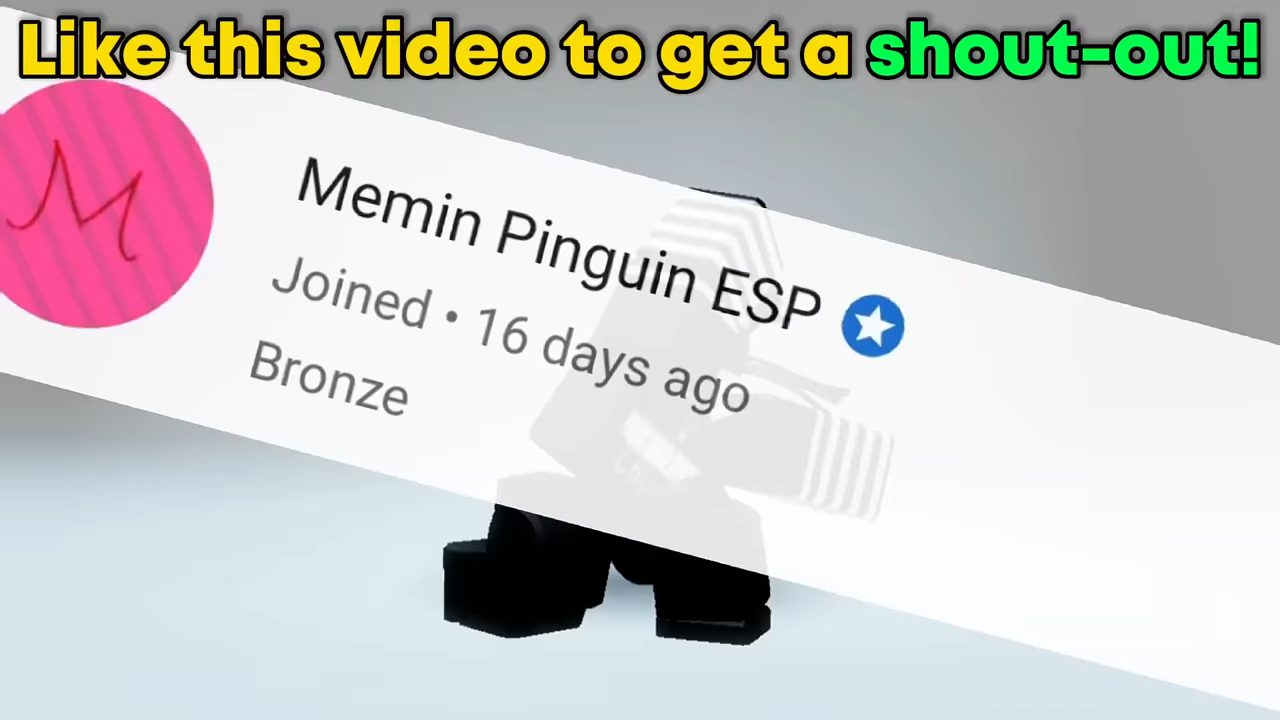 Like this video to get a shout-out!
M
Memin Pinguin ESP
Joined • 16 days ago
Bronze